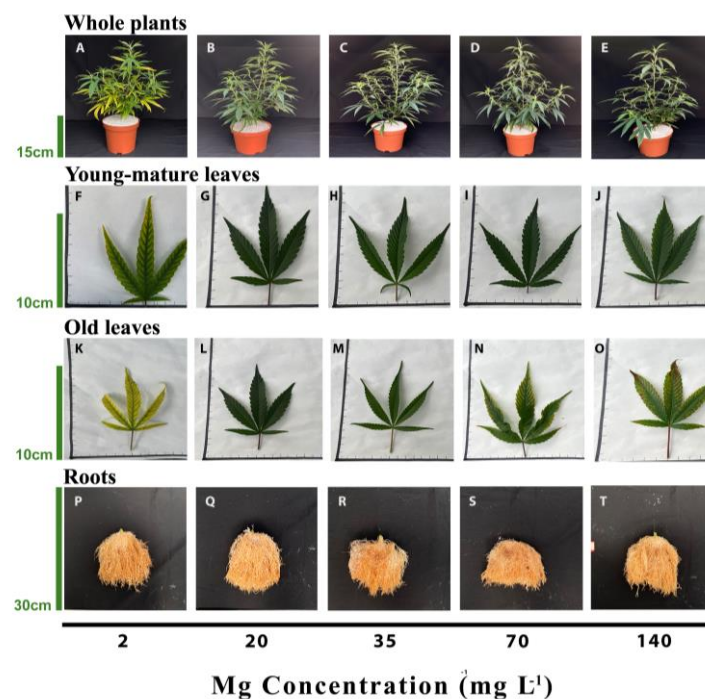 Whole plants
A B C D E
15cm
Young-mature leaves
F G H I J
10cm
Old leaves
K L M N O
10cm
Roots
P Q R S T
30cm
2 20 35 70 140
Mg Concentration (mg L-1)